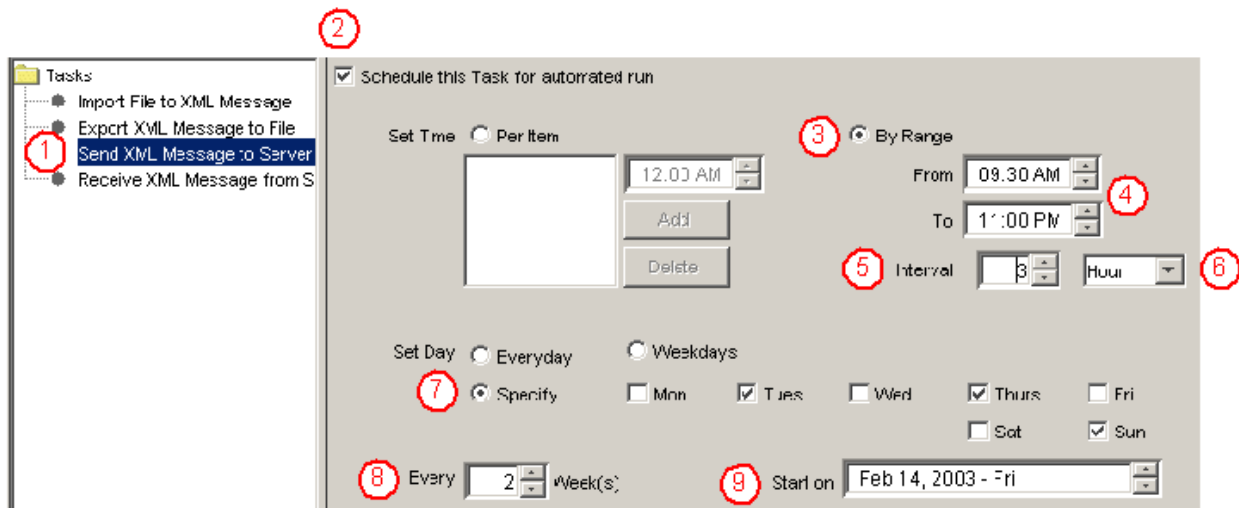 2
Tasks
Import File to XML Message
Export XML Message to File
1
Send XML Message to Server
Receive XML Message from S
Schedule this Task for automated run
Set Time Per Item
12:00 AM
Add
Delete
3 By Range
From 09:30 AM
4
To 11:00 PM
5 Interval 3 Hour 6
Set Day Everyday Weekdays
7 Specify Mon Tues Wed Thurs Fri
Sat Sun
8 Every 2 Week(s)
9 Start on Feb 14, 2003 - Fri